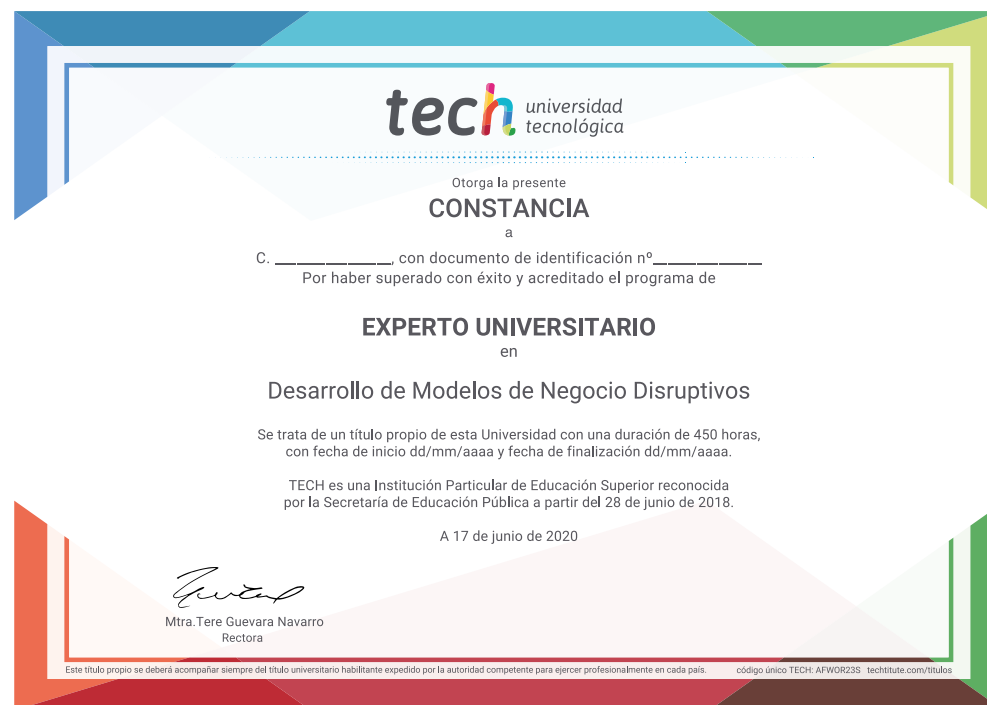 tech universidad
tecnológica
Otorga la presente
CONSTANCIA
a
C. ____________, con documento de identificación nº____________
Por haber superado con éxito y acreditado el programa de
EXPERTO UNIVERSITARIO
en
Desarrollo de Modelos de Negocio Disruptivos
Se trata de un título propio de esta Universidad con una duración de 450 horas,
con fecha de inicio dd/mm/aaaa y fecha de finalización dd/mm/aaaa.
TECH es una Institución Particular de Educación Superior reconocida
por la Secretaría de Educación Pública a partir del 28 de junio de 2018.
A 17 de junio de 2020
Mtra.Tere Guevara Navarro
Rectora
Este título propio se deberá acompañar siempre del título universitario habilitante expedido por la autoridad competente para ejercer profesionalmente en cada país. código único TECH: AFWOR23S techtitute.com/titulos